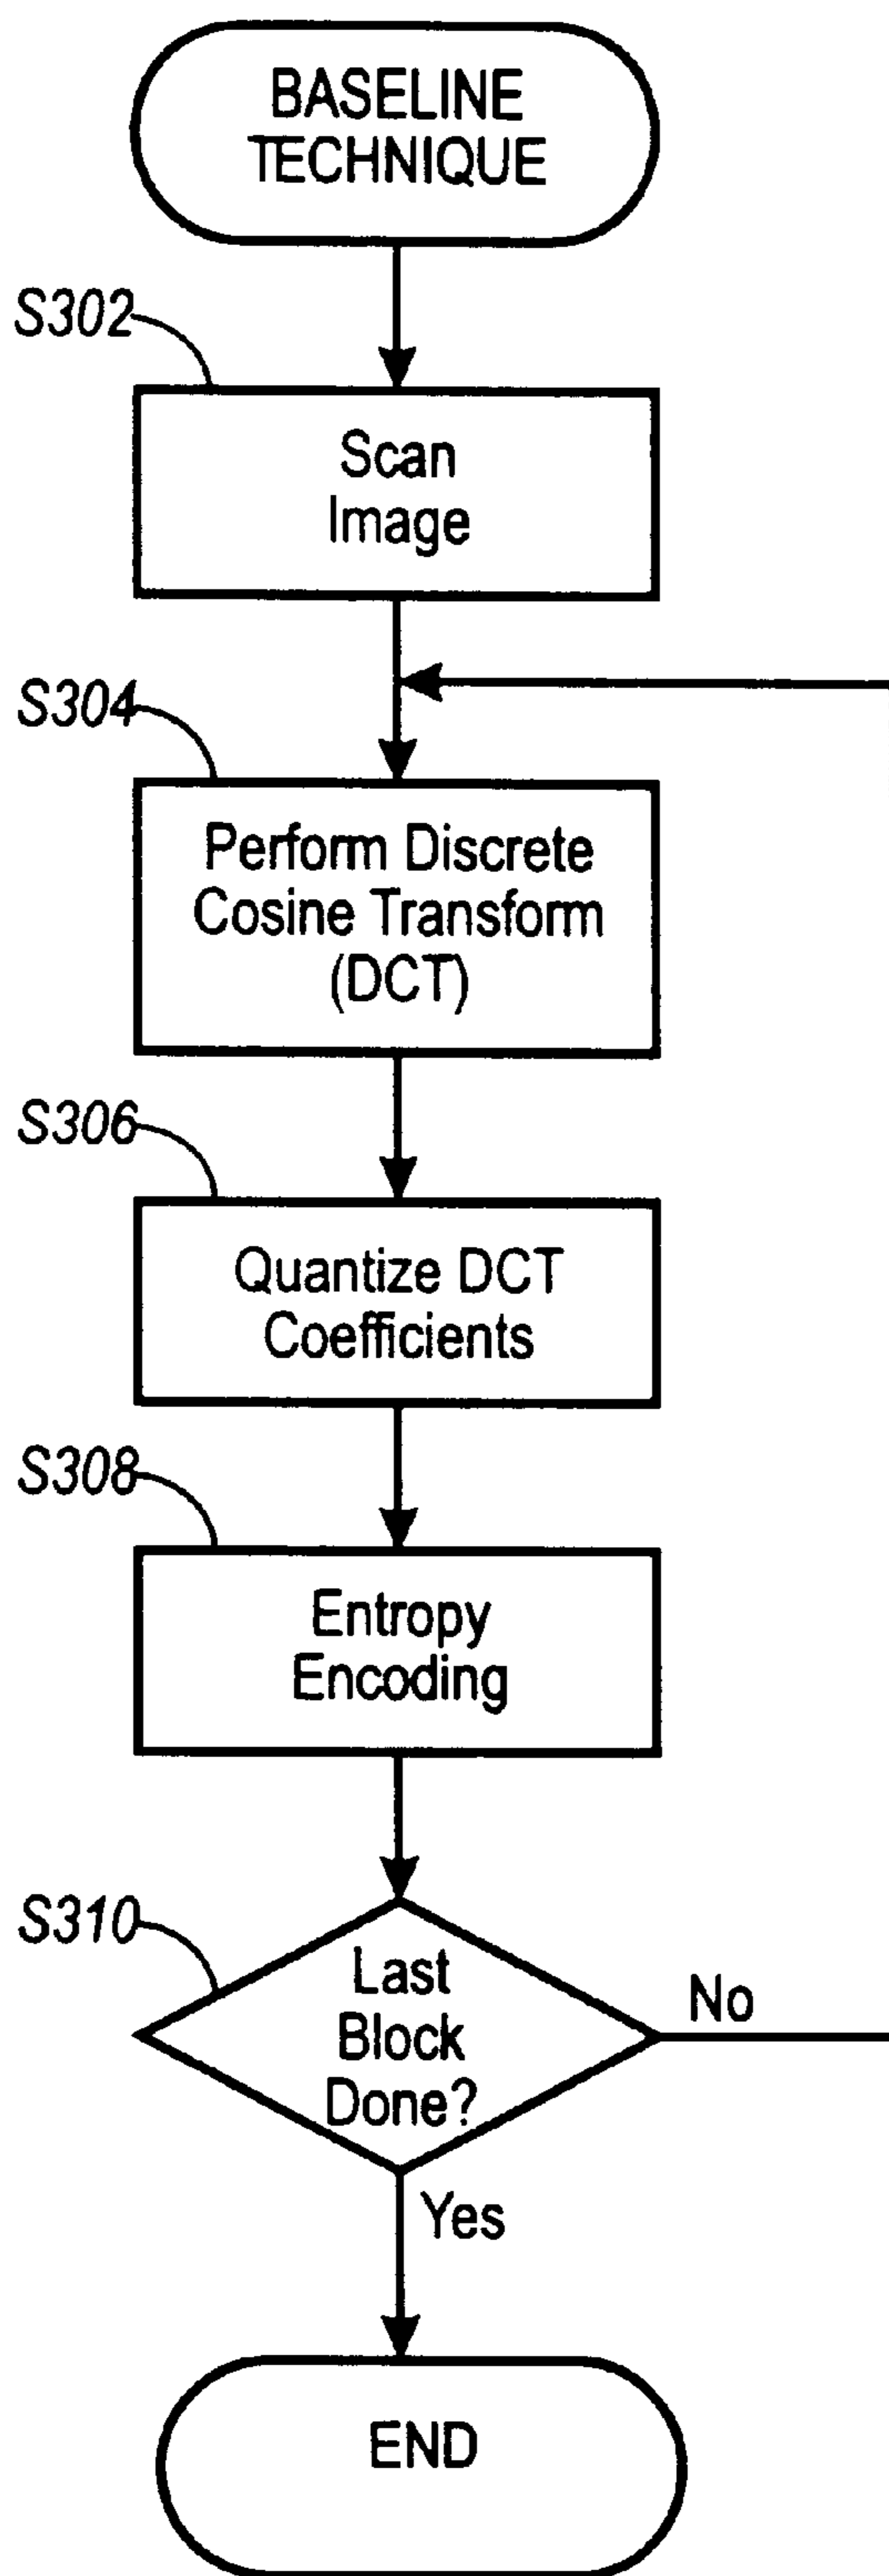 BASELINE
TECHNIQUE
S302
Scan
Image
S304
Perform Discrete
Cosine Transform
(DCT)
S306
Quantize DCT
Coefficients
S308
Entropy
Encoding
S310
Last
Block
Done?
No
Yes
END